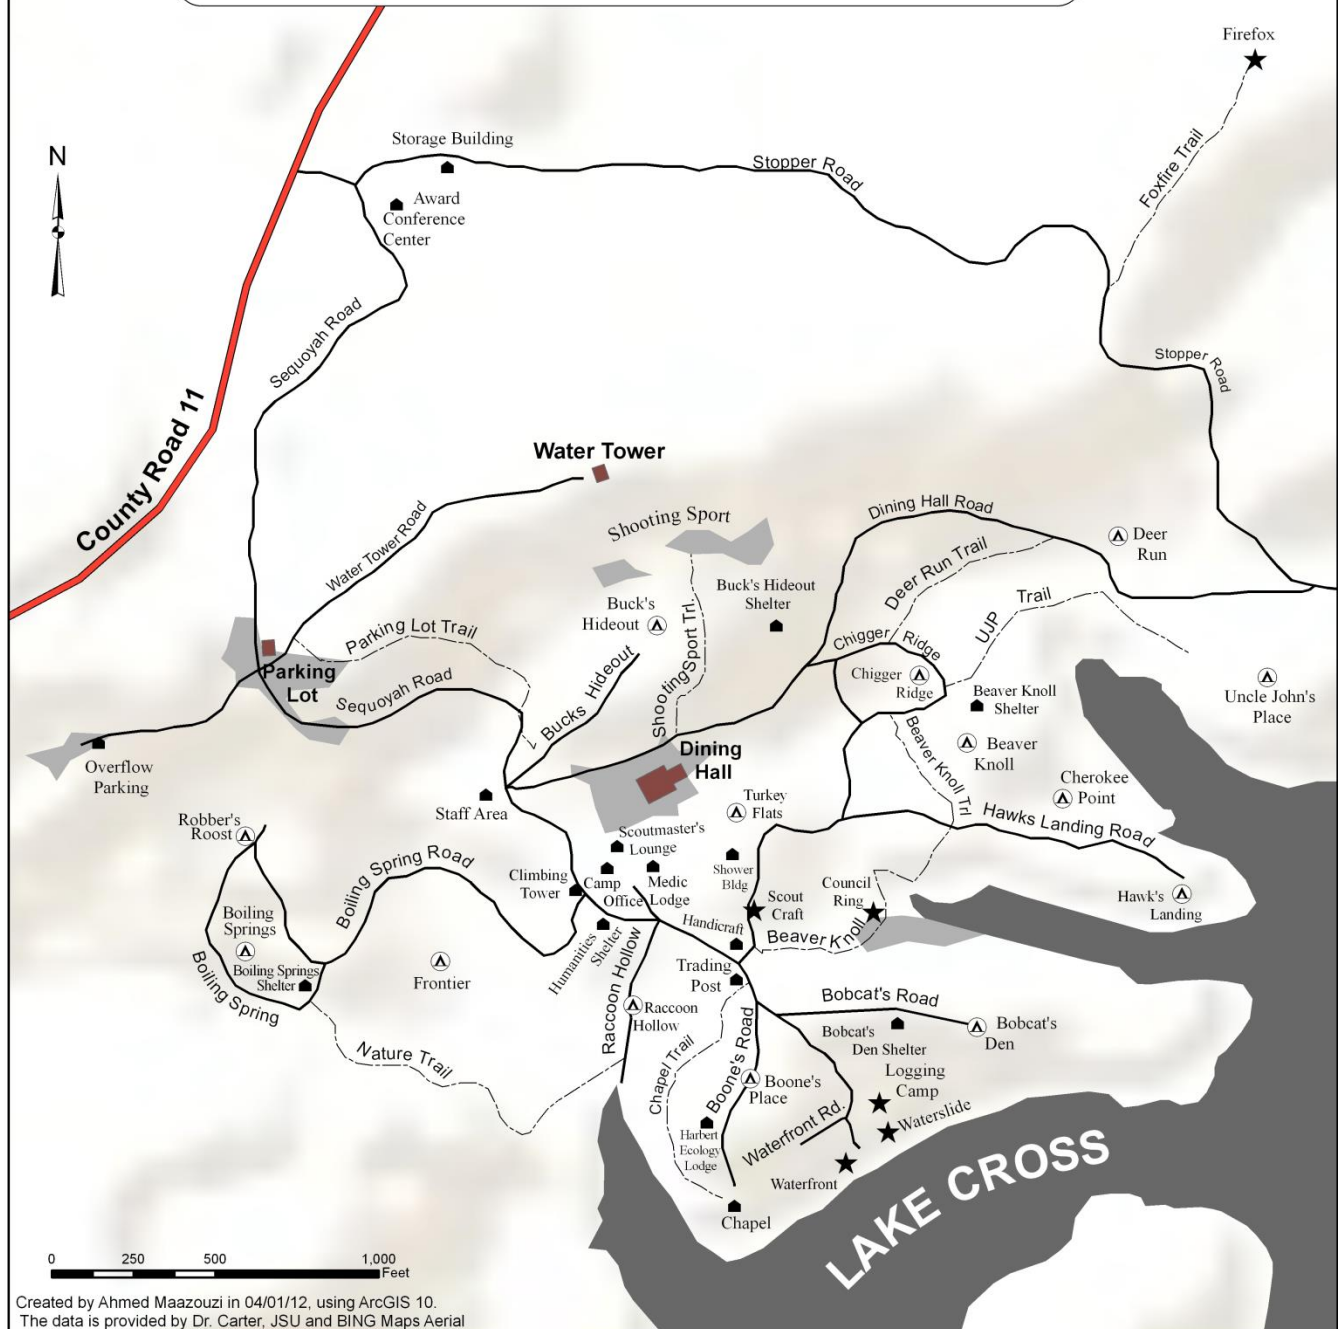 Firefox
Foxfire Trail
Storage Building
Stopper Road
N
Award
Conference
Center
Sequoyah Road
Stopper Road
County Road 11
Water Tower
Water Tower Road
Shooting Sport
Dining Hall Road
Deer
Run
Deer Run Trail
Buck's Hideout
Shelter
Buck's
Hideout
Shooting Sport Trl.
UJP Trail
Parking Lot Trail
Chigger Ridge
Parking
Lot
Sequoyah Road
Bucks Hideout
Chigger
Ridge
Beaver Knoll
Shelter
Uncle John's
Place
Beaver Knoll Trl
Beaver
Knoll
Dining
Hall
Overflow
Parking
Cherokee
Point
Staff Area
Turkey
Flats
Hawks Landing Road
Robber's
Roost
Scoutmaster's
Lounge
Boiling Spring Road
Shower
Bldg
Climbing
Tower
Camp
Office
Medic
Lodge
Council
Ring
Scout
Craft
Hawk's
Landing
Boiling
Springs
Handicraft
Beaver Knoll
Humanities
Shelter
Boiling Springs
Shelter
Frontier
Trading
Post
Boiling Spring
Raccoon Hollow
Raccoon
Hollow
Bobcat's Road
Bobcat's
Den
Bobcat's
Den Shelter
Nature Trail
Chapel Trail
Boone's Road
Logging
Camp
Boone's
Place
Waterslide
Harbert
Ecology
Lodge
Waterfront Rd.
Waterfront
LAKE CROSS
Chapel
0 250 500 1,000
Feet
Created by Ahmed Maazouzi in 04/01/12, using ArcGIS 10.
The data is provided by Dr. Carter, JSU and BING Maps Aerial